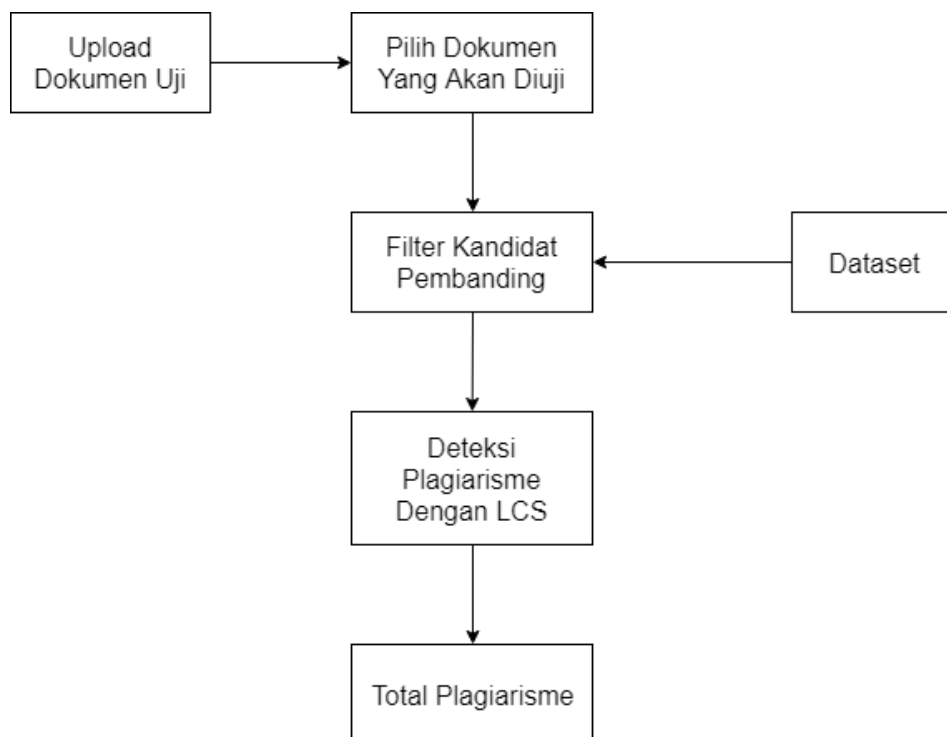 Upload
Dokumen Uji
Pilih Dokumen
Yang Akan Diuji
Filter Kandidat
Pembanding
Dataset
Deteksi
Plagiarisme
Dengan LCS
Total Plagiarisme